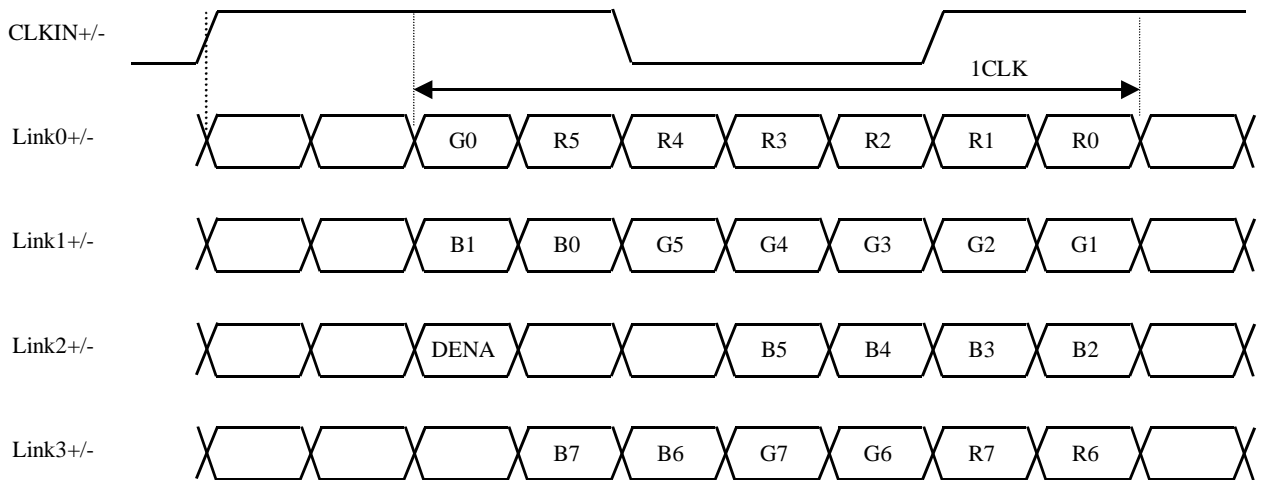 CLKIN+/-
1CLK
Link0+/- G0 R5 R4 R3 R2 R1 R0
Link1+/- B1 B0 G5 G4 G3 G2 G1
Link2+/- DENA B5 B4 B3 B2
Link3+/- B7 B6 G7 G6 R7 R6